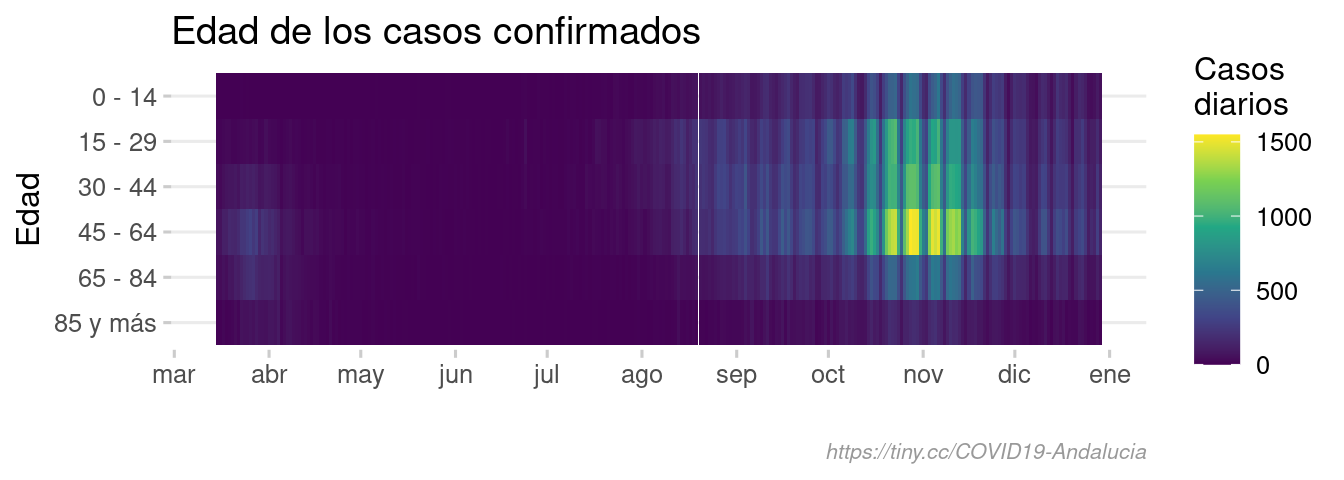 Edad de los casos confirmados
Edad
0 - 14
15 - 29
30 - 44
45 - 64
65 - 84
85 y más
mar abr may jun jul ago sep oct nov dic ene
Casos
diarios
1500
1000
500
0
https://tiny.cc/COVID19-Andalucia